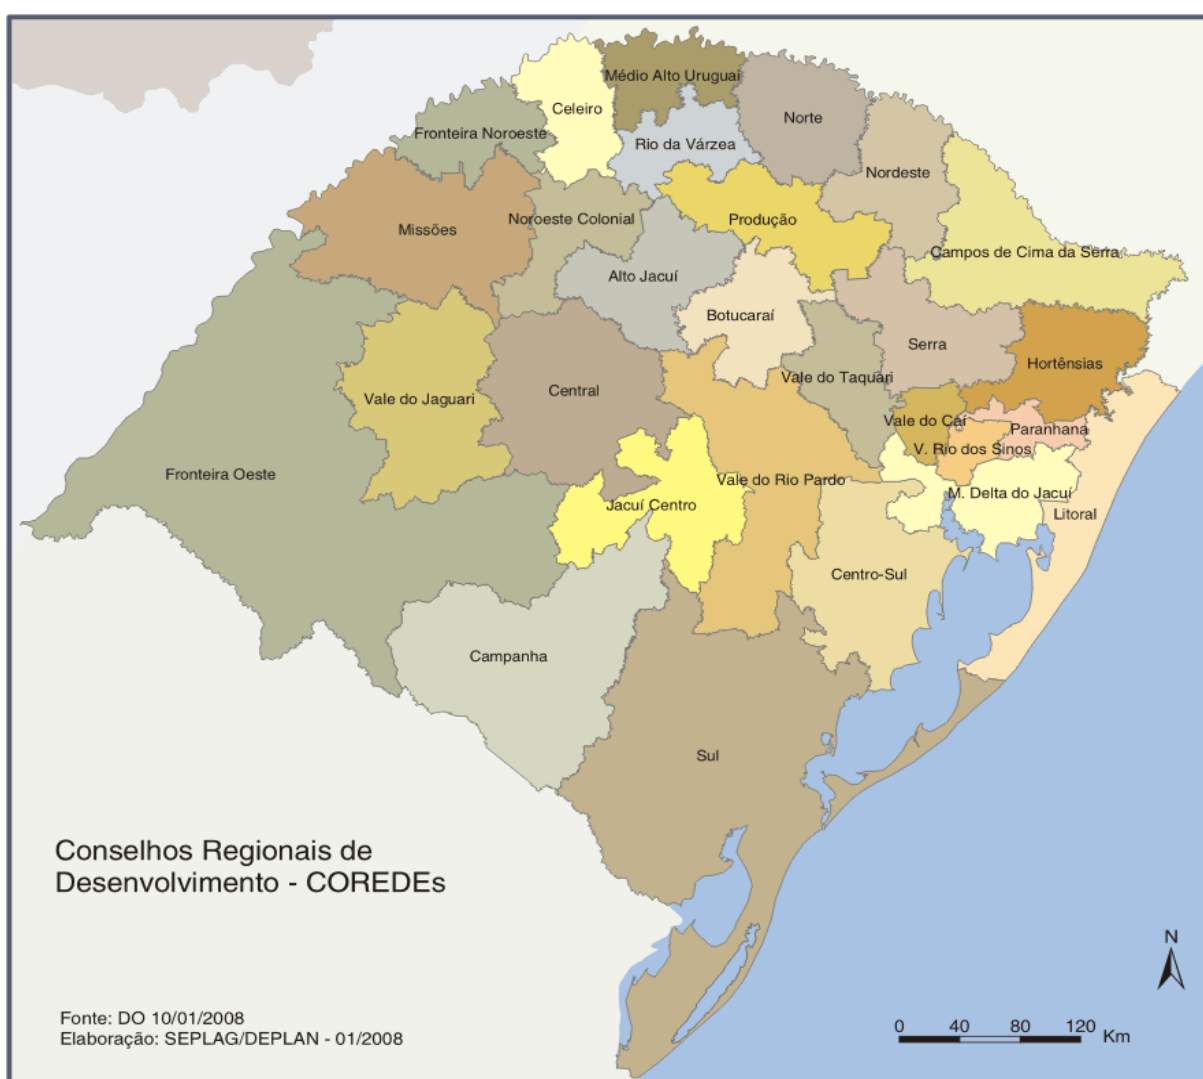 Médio Alto Uruguai
Celeiro
Norte
Fronteira Noroeste
Rio da Várzea
Nordeste
Noroeste Colonial
Produção
Missões
Campos de Cima da Serra
Alto Jacuí
Botucaraí
Serra
Hortênsias
Vale do Taquari
Central
Vale do Jaguari
Vale do Caí
Paranhana
V. Rio dos Sinos
Fronteira Oeste
Vale do Rio Pardo
M. Delta do Jacuí
Jacuí Centro
Litoral
Centro-Sul
Campanha
Sul
Conselhos Regionais de
Desenvolvimento - COREDEs
N
Fonte: DO 10/01/2008
Elaboração: SEPLAG/DEPLAN - 01/2008
0 40 80 120 Km